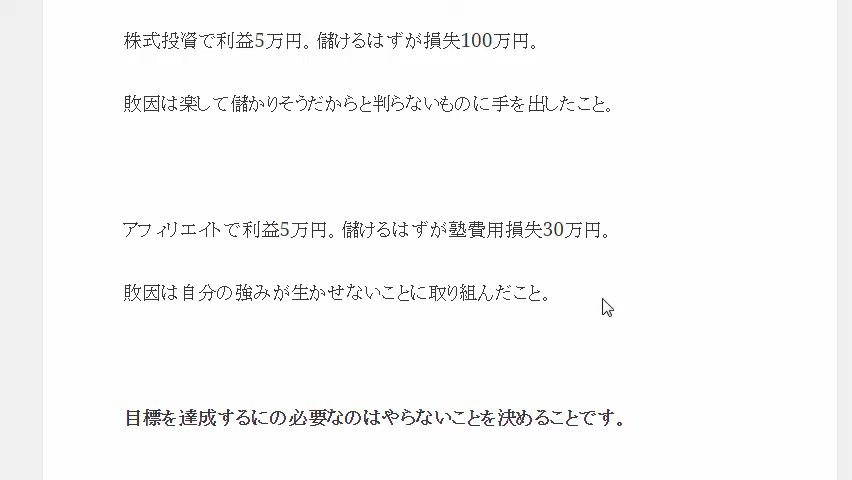 株式投資で利益5万円。儲けるはずが損失100万円。
敗因は楽して儲かりそうだからと判らないものに手を出したこと。
アフィリエイトで利益5万円。儲けるはずが塾費用損失30万円。
敗因は自分の強みが生かせないことに取り組んだこと。
目標を達成するにの必要なのはやらないことを決めることです。